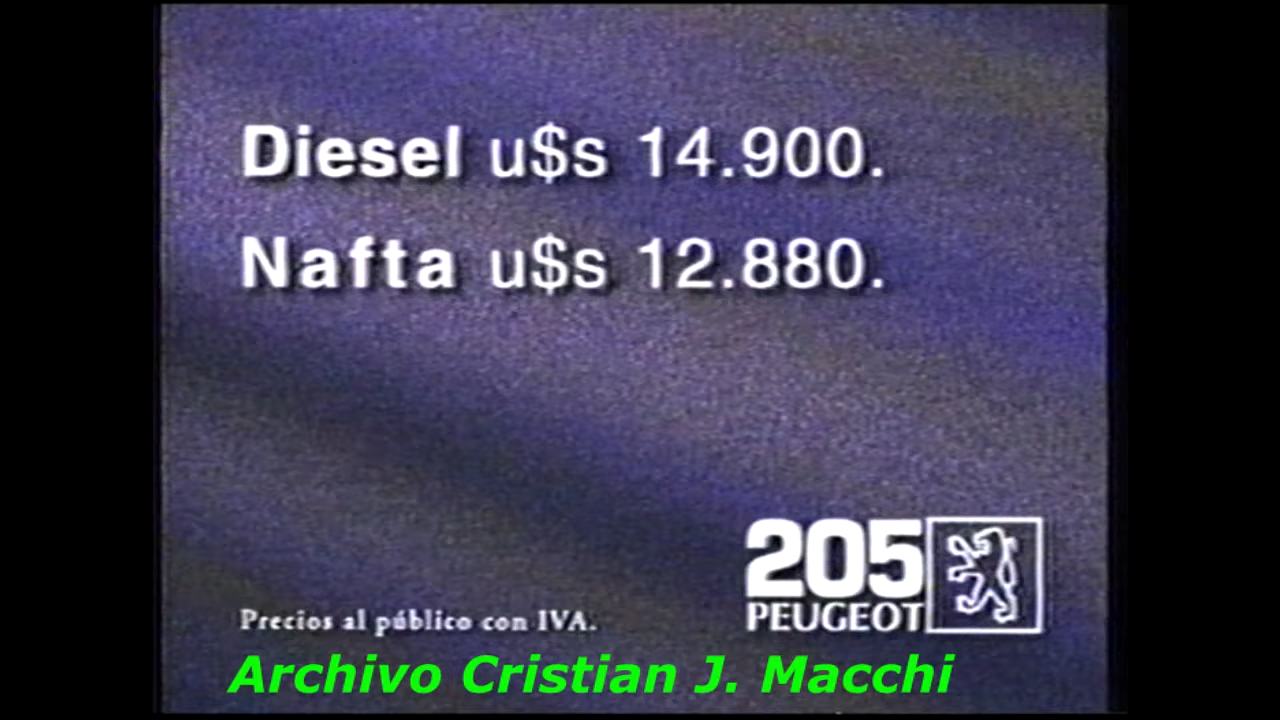 Diesel u$s 14.900.
Nafta u$s 12.880.
205
PEUGEOT
Precios al público con IVA.
Archivo Cristian J. Macchi